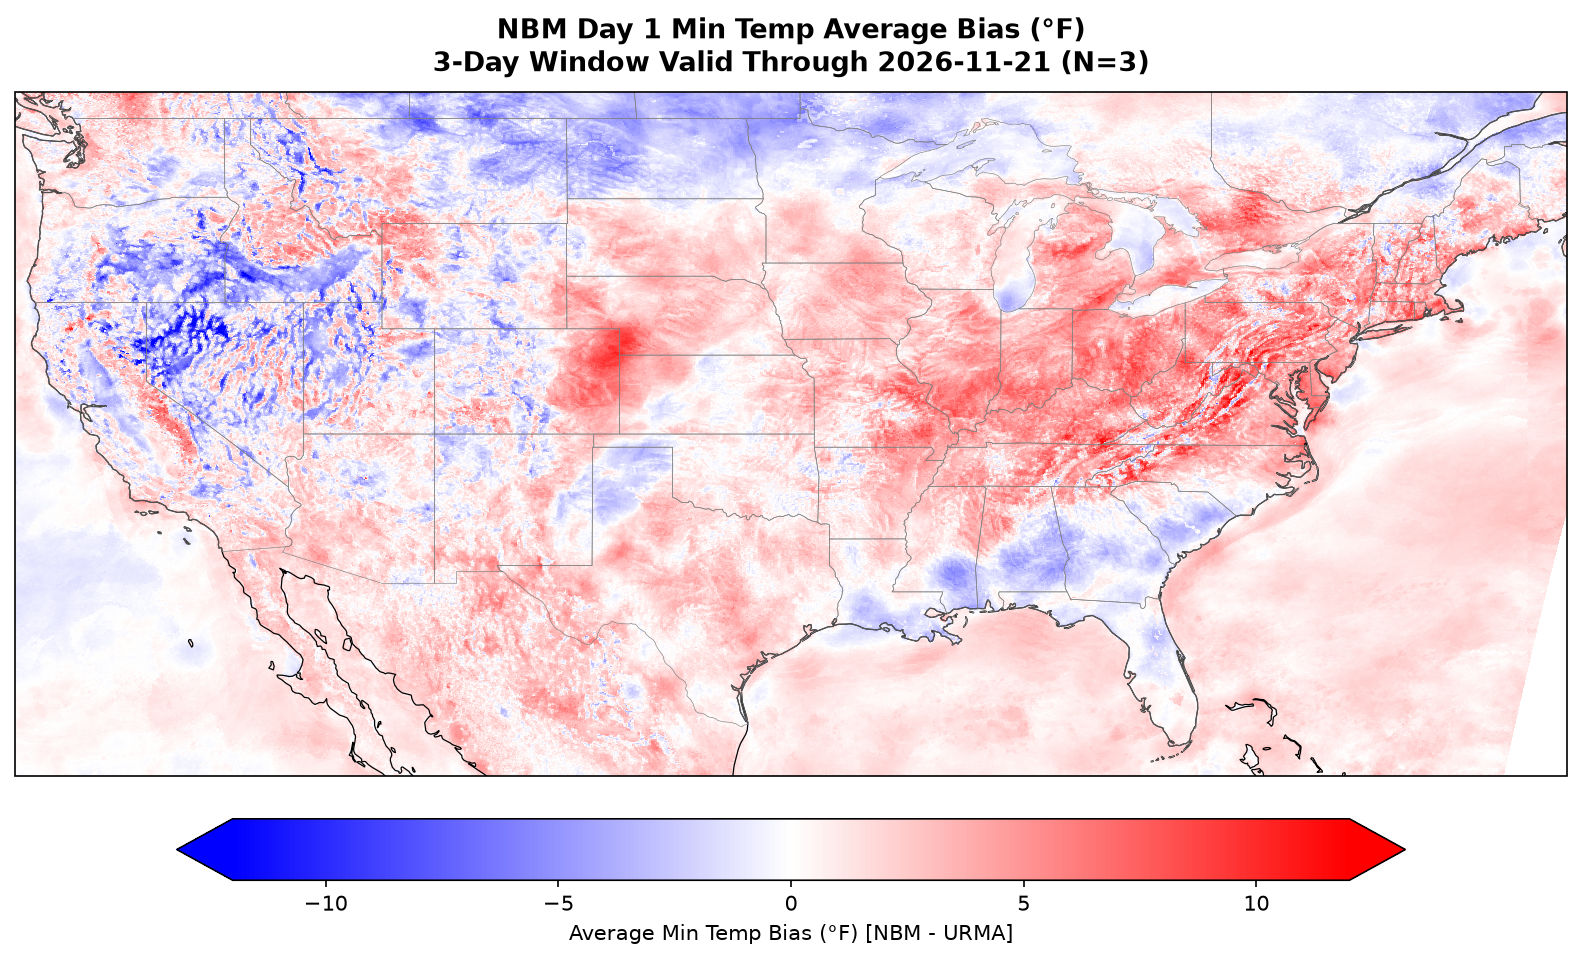 NBM Day 1 Min Temp Average Bias (°F)
3-Day Window Valid Through 2026-11-21 (N=3)
−10 −5 0 5 10
Average Min Temp Bias (°F) [NBM - URMA]